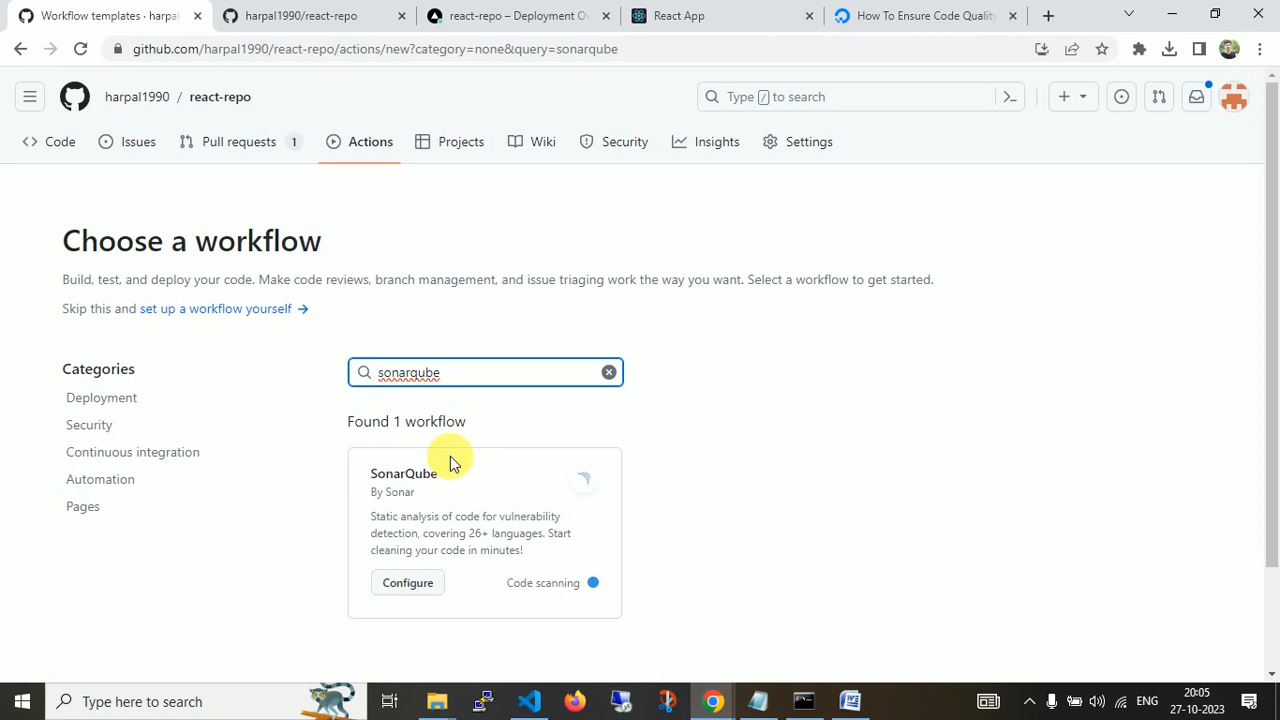 Workflow templates · harpal
harpal1990/react-repo
react-repo – Deployment Ov
React App
How To Ensure Code Quality
github.com/harpal1990/react-repo/actions/new?category=none&query=sonarqube
harpal1990 / react-repo
Type / to search
Code
Issues
Pull requests 1
Actions
Projects
Wiki
Security
Insights
Settings
Choose a workflow
Build, test, and deploy your code. Make code reviews, branch management, and issue triaging work the way you want. Select a workflow to get started.
Skip this and set up a workflow yourself →
Categories
Deployment
Security
Continuous integration
Automation
Pages
sonarqube
Found 1 workflow
SonarQube
By Sonar
Static analysis of code for vulnerability
detection, covering 26+ languages. Start
cleaning your code in minutes!
Configure
Code scanning
Type here to search
ENG
20:05
27-10-2023